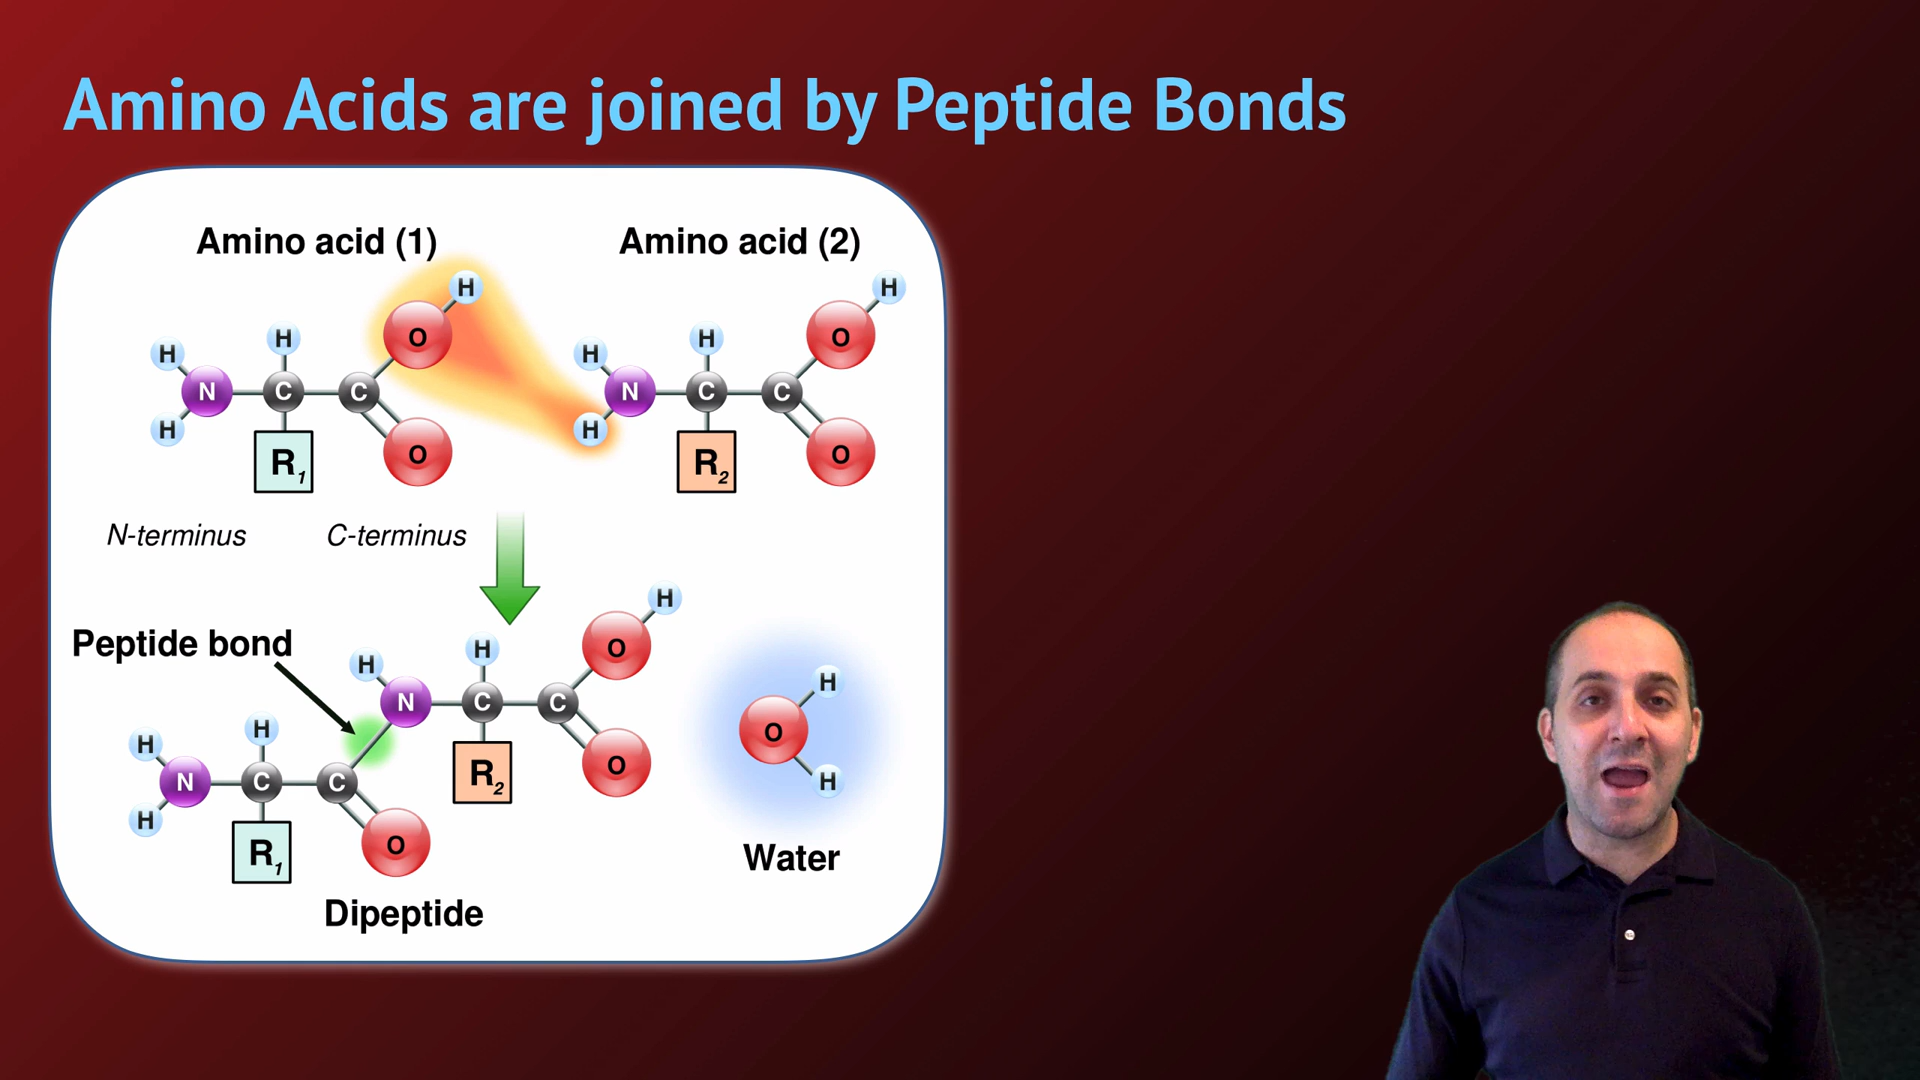 Amino Acids are joined by Peptide Bonds
Amino acid (1)
Amino acid (2)
H
H
O
H
H
N
C
C
H
O
R1
H
H
O
H
N
C
C
H
O
R2
N-terminus
C-terminus
Peptide bond
H
H
H
O
N
C
C
O
R2
H
H
N
C
C
H
O
R1
H
O
H
Water
Dipeptide